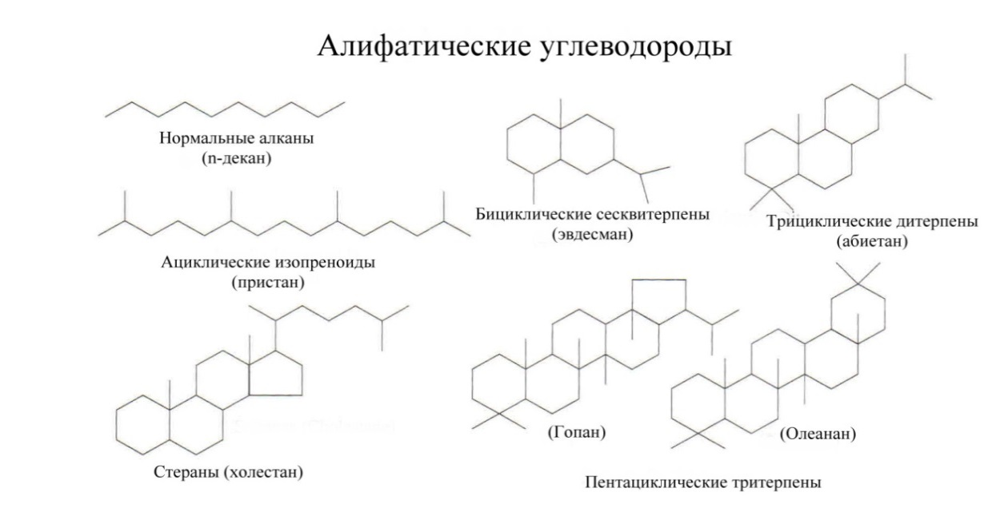 Алифатические углеводороды
Нормальные алканы
(n-декан)
Бициклические сесквитерпены
(эвдесман)
Трициклические дитерпены
(абиетан)
Ациклические изопреноиды
(пристан)
(Гопан)
(Олеанан)
Стераны (холестан)
Пентациклические тритерпены